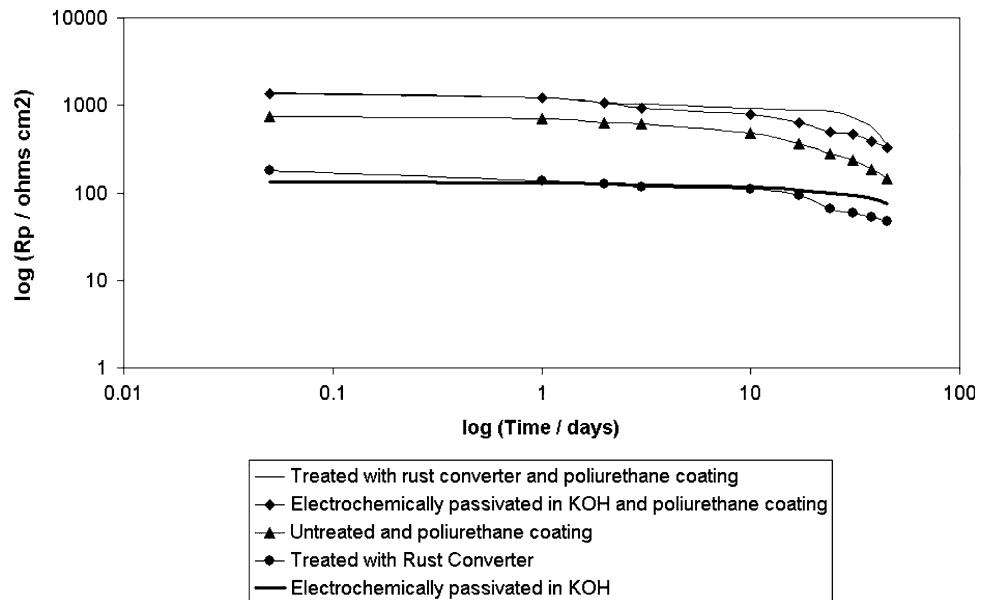 10000
1000
100
10
1
log (Rp / ohms cm2)
0.01 0.1 1 10 100
log (Time / days)
Treated with rust converter and poliurethane coating
Electrochemically passivated in KOH and poliurethane coating
Untreated and poliurethane coating
Treated with Rust Converter
Electrochemically passivated in KOH